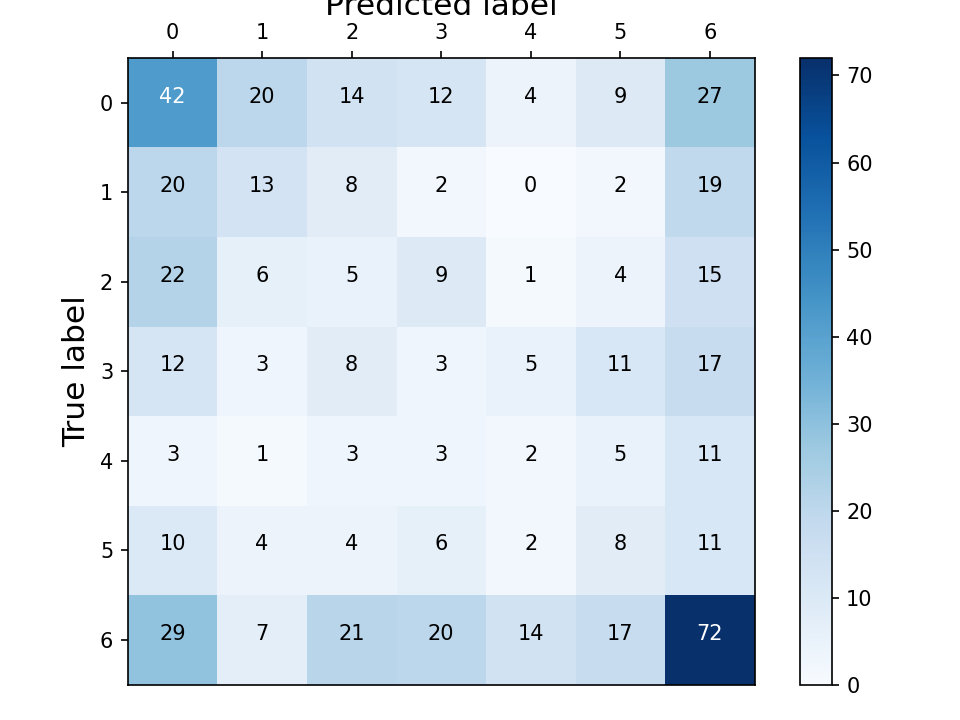 Predicted label
0 1 2 3 4 5 6
0 42 20 14 12 4 9 27
1 20 13 8 2 0 2 19
2 22 6 5 9 1 4 15
3 12 3 8 3 5 11 17
4 3 1 3 3 2 5 11
5 10 4 4 6 2 8 11
6 29 7 21 20 14 17 72
True label
70
60
50
40
30
20
10
0